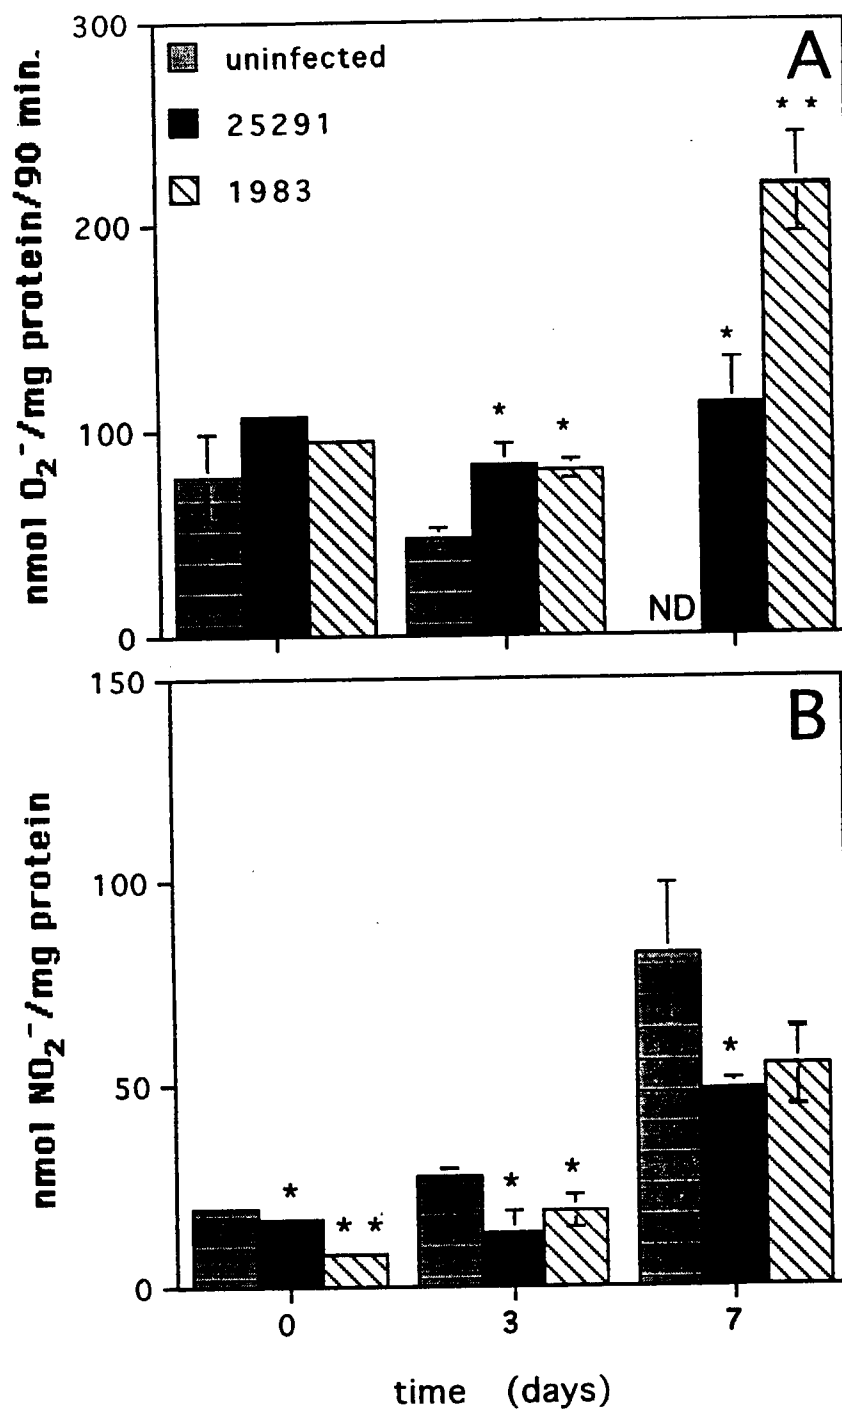 300
A
uninfected
* *
25291
1983
200
*
*
*
100
ND
0
nmol O₂⁻/mg protein/90 min.
150
B
100
*
50
*
*
*
* *
0
nmol NO₂⁻/mg protein
0 3 7
time (days)